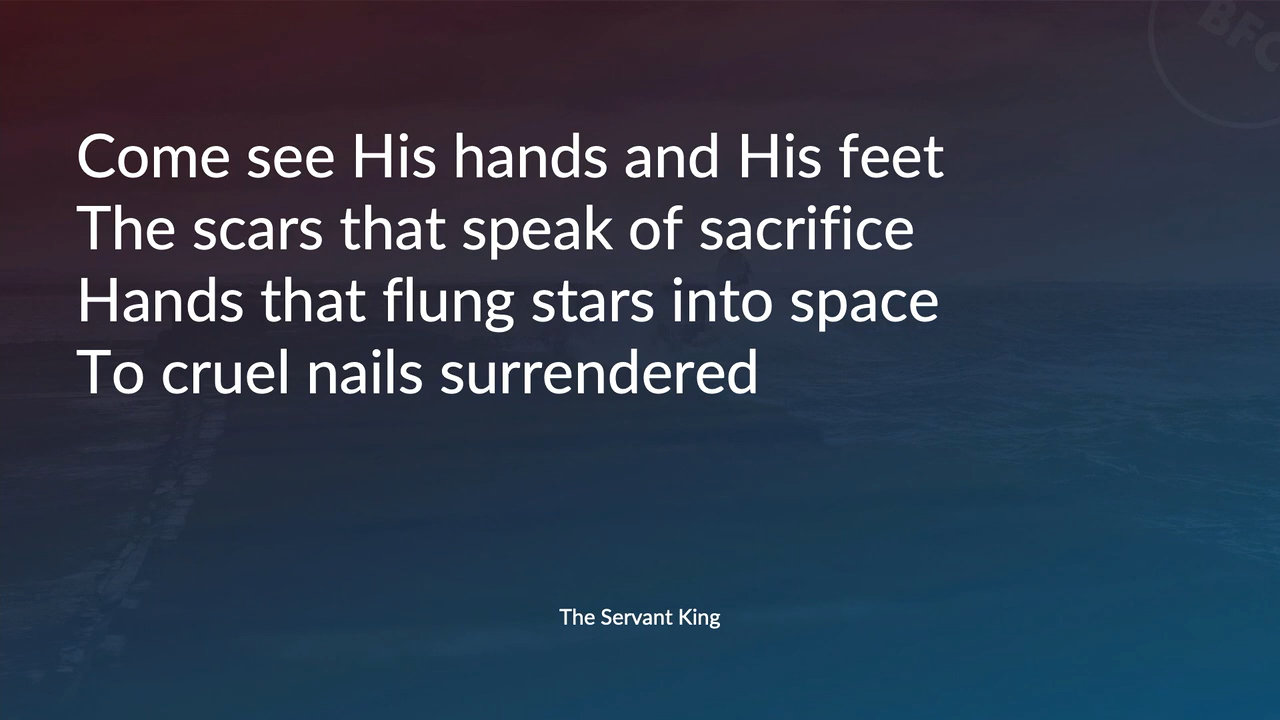 BFC
Come see His hands and His feet
The scars that speak of sacrifice
Hands that flung stars into space
To cruel nails surrendered
The Servant King